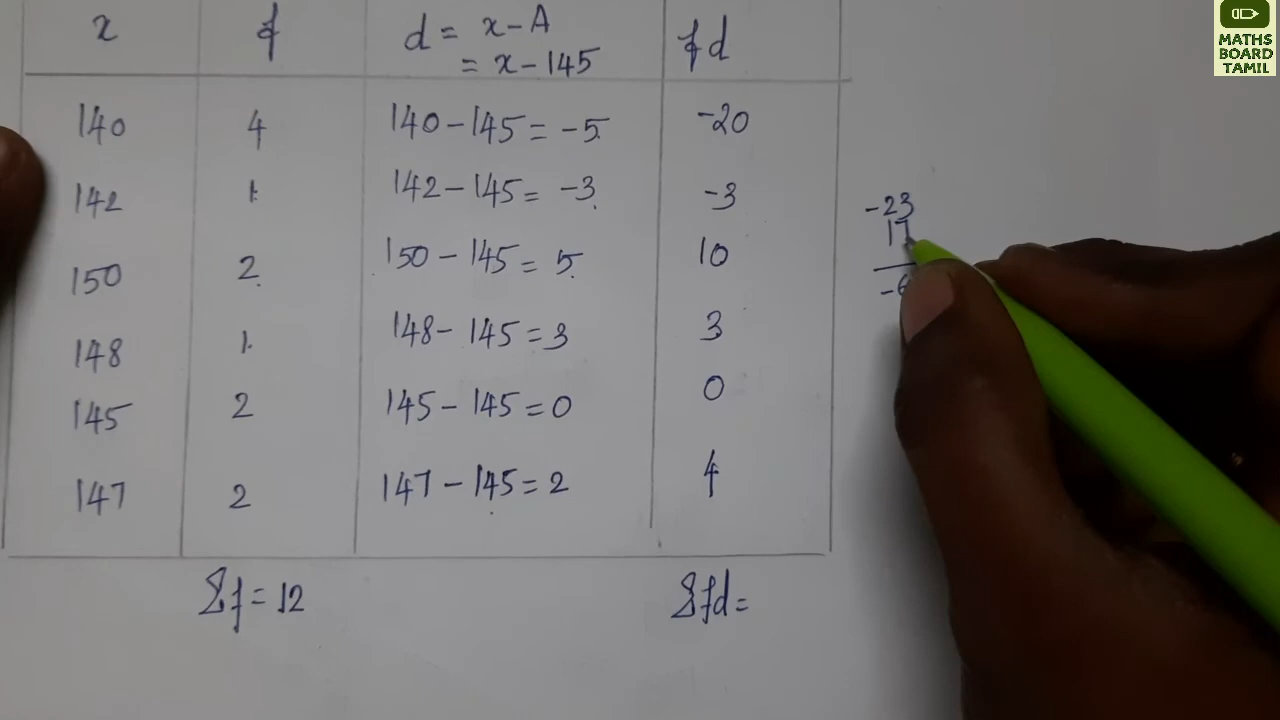 x f d = x - A fd
= x - 145
140 4 140 - 145 = -5 -20
142 1 142 - 145 = -3 -3
150 2 150 - 145 = 5 10
148 1 148 - 145 = 3 3
145 2 145 - 145 = 0 0
147 2 147 - 145 = 2 4
Σf = 12 Σfd =
-23
17
-6
MATHS
BOARD
TAMIL